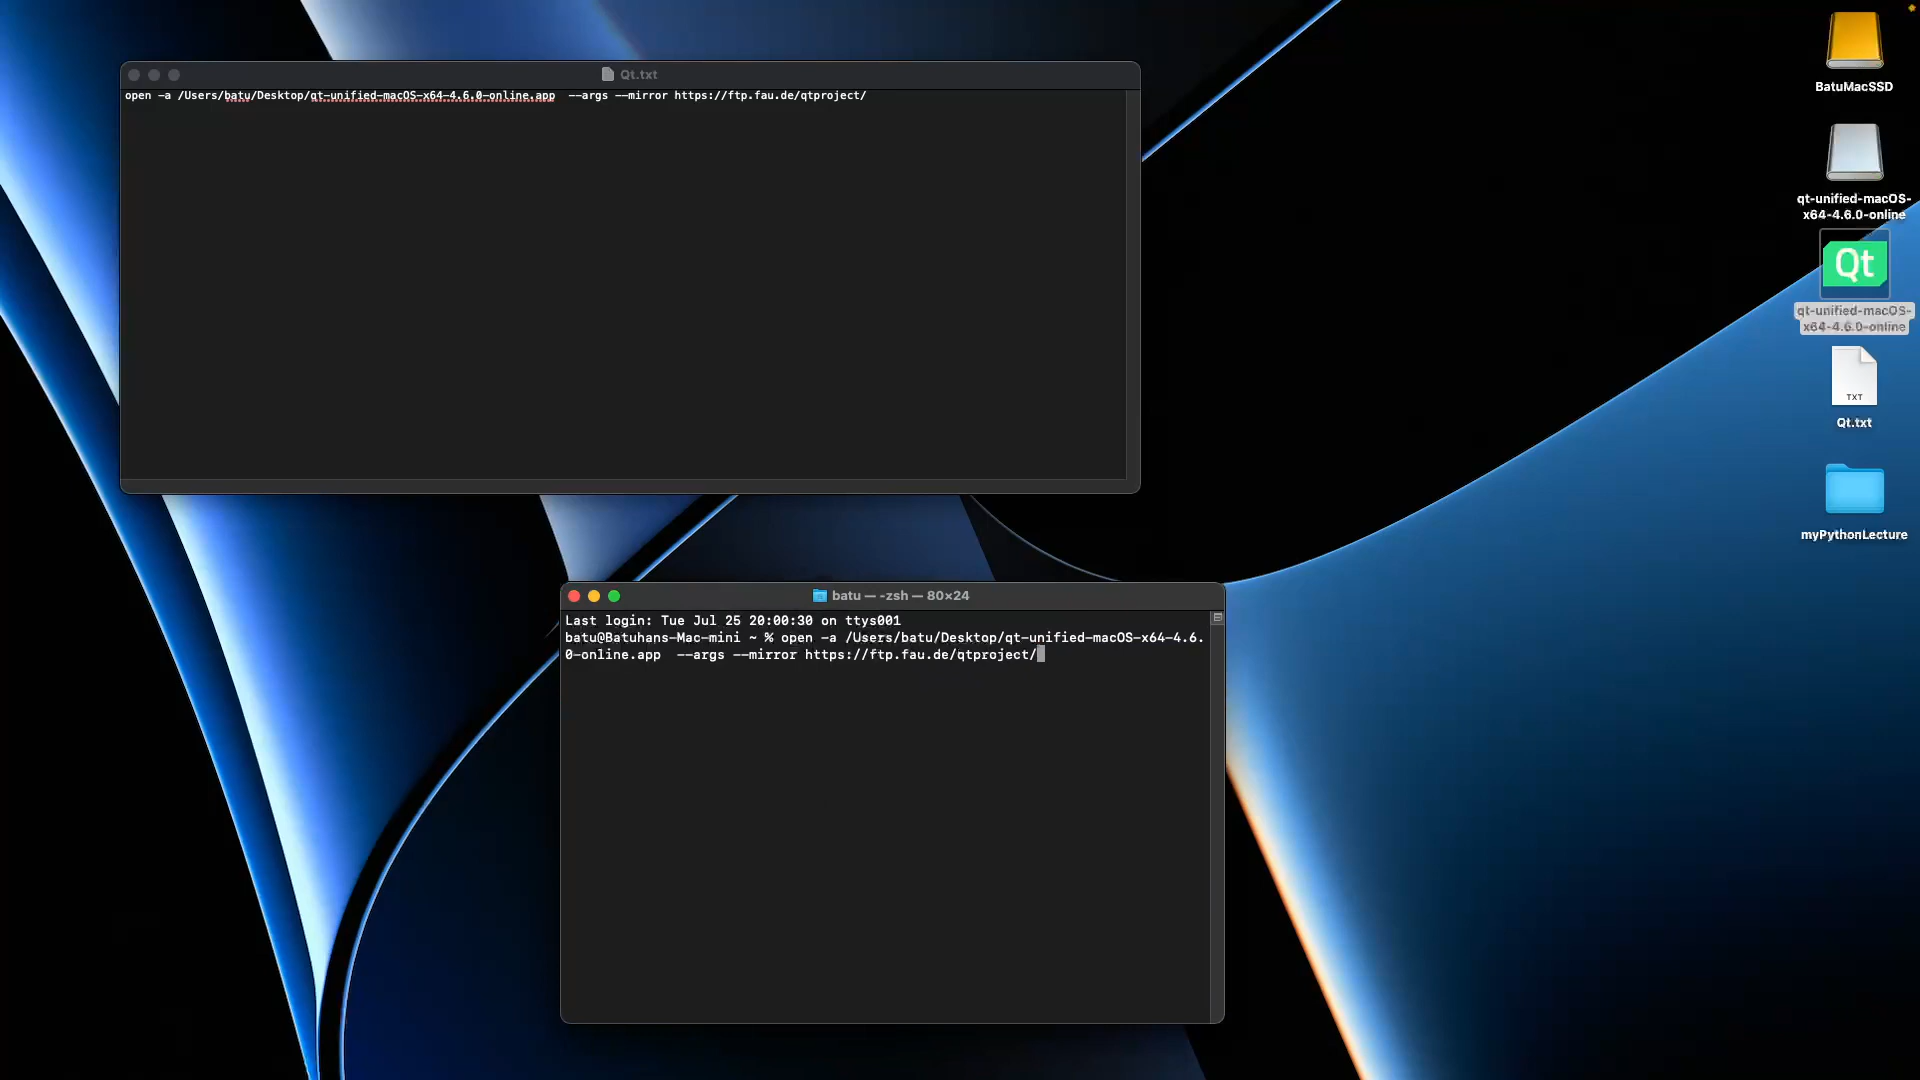 Qt.txt
open -a /Users/batu/Desktop/qt-unified-macOS-x64-4.6.0-online.app  --args --mirror https://ftp.fau.de/qtproject/
BatuMacSSD
qt-unified-macOS-
x64-4.6.0-online
Qt
qt-unified-macOS-
x64-4.6.0-online
TXT
Qt.txt
myPythonLecture
batu — -zsh — 80×24
Last login: Tue Jul 25 20:00:30 on ttys001
batu@Batuhans-Mac-mini ~ % open -a /Users/batu/Desktop/qt-unified-macOS-x64-4.6.
0-online.app  --args --mirror https://ftp.fau.de/qtproject/